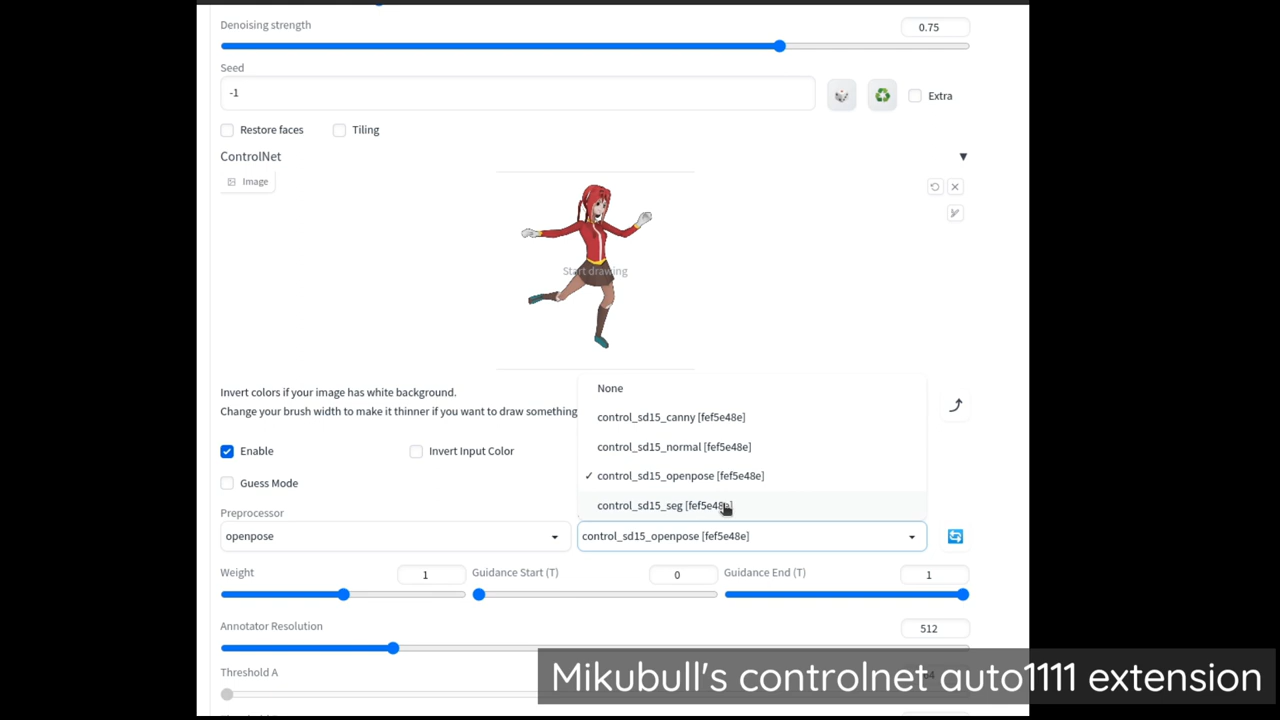 Denoising strength
0.75
Seed
-1
Extra
Restore faces
Tiling
ControlNet
Image
Start drawing
Invert colors if your image has white background.
Change your brush width to make it thinner if you want to draw something
None
control_sd15_canny [fef5e48e]
control_sd15_normal [fef5e48e]
✓ control_sd15_openpose [fef5e48e]
control_sd15_seg [fef5e48e]
Enable
Invert Input Color
Guess Mode
Preprocessor
openpose
control_sd15_openpose [fef5e48e]
Weight
1
Guidance Start (T)
0
Guidance End (T)
1
Annotator Resolution
512
Threshold A
Mikubull's controlnet auto1111 extension